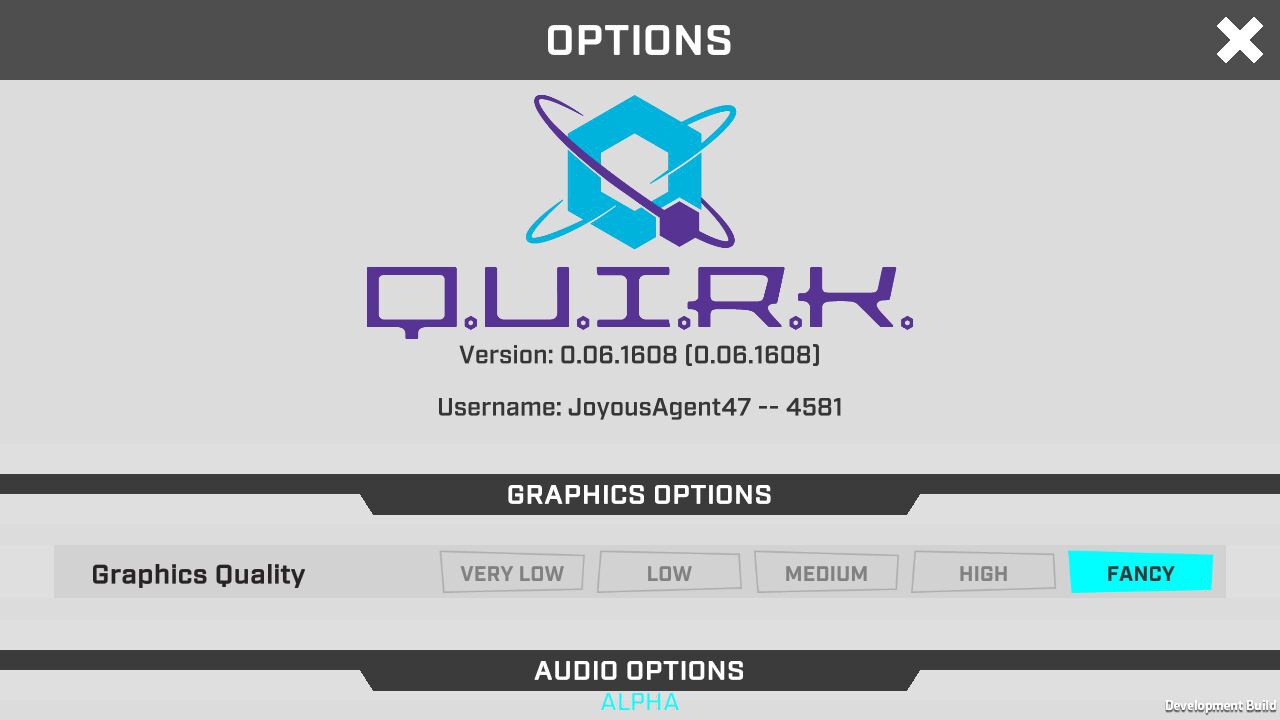 OPTIONS
Q.U.I.R.K.
Version: 0.06.1608 [0.06.1608]
Username: JoyousAgent47 -- 4581
GRAPHICS OPTIONS
Graphics Quality VERY LOW LOW MEDIUM HIGH FANCY
AUDIO OPTIONS
ALPHA
Development Build